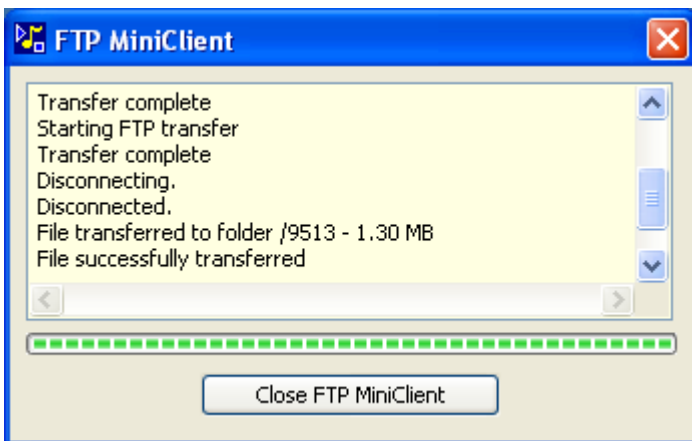 FTP MiniClient
Transfer complete
Starting FTP transfer
Transfer complete
Disconnecting.
Disconnected.
File transferred to folder /9513 - 1.30 MB
File successfully transferred
Close FTP MiniClient